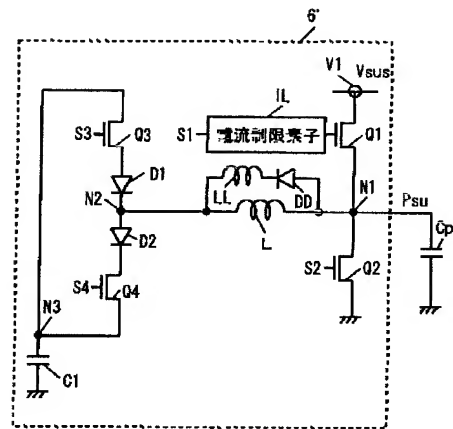 6'
V1
Vsus
IL
S1
電流制限素子
Q1
S3
Q3
D1
N2
LL
DD
L
N1
Psu
Cp
D2
S4
Q4
S2
Q2
N3
C1